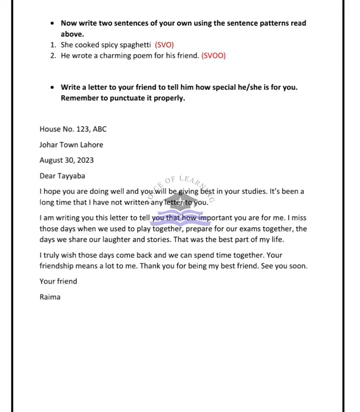 • Now write two sentences of your own using the sentence patterns read
above.
1. She cooked spicy spaghetti (SVO)
2. He wrote a charming poem for his friend. (SVOO)
• Write a letter to your friend to tell him how special he/she is for you.
Remember to punctuate it properly.
House No. 123, ABC
Johar Town Lahore
August 30, 2023
Dear Tayyaba
I hope you are doing well and you will be giving best in your studies. It's been a
long time that I have not written any letter to you.
I am writing you this letter to tell you that how important you are for me. I miss
those days when we used to play together, prepare for our exams together, the
days we share our laughter and stories. That was the best part of my life.
I truly wish those days come back and we can spend time together. Your
friendship means a lot to me. Thank you for being my best friend. See you soon.
Your friend
Raima
OF LEARNING